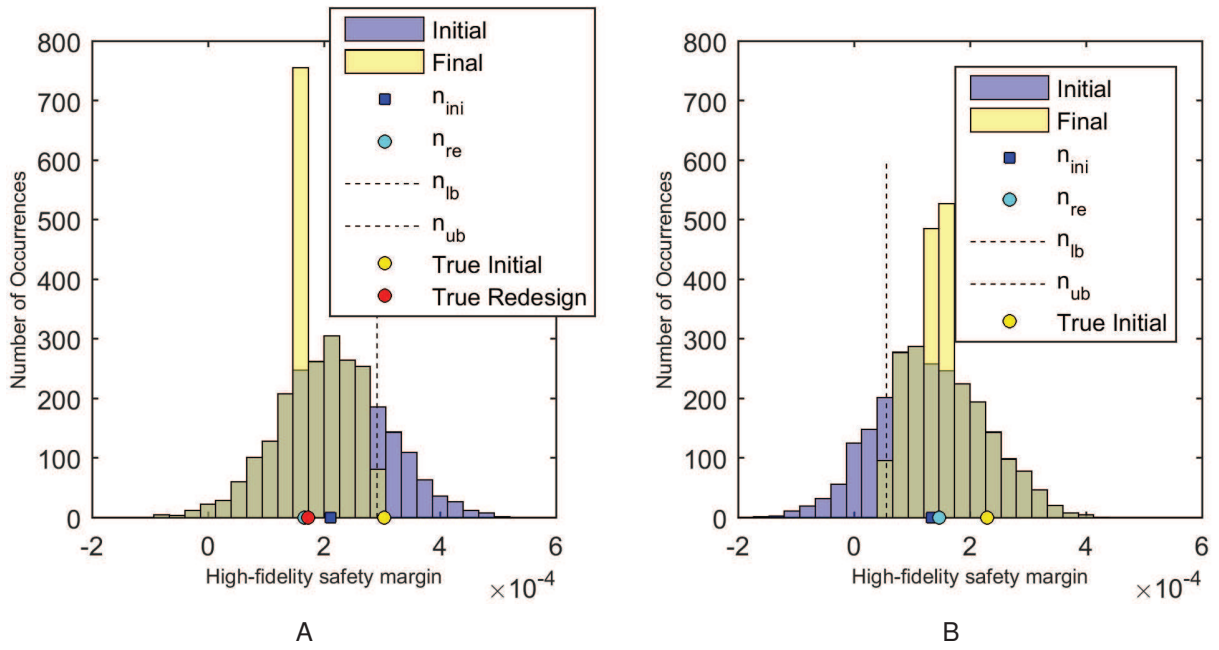 Initial
Final
n_ini
n_re
n_lb
n_ub
True Initial
True Redesign
800
700
600
500
400
300
200
100
0
Number of Occurrences
-2
0
2
4
6
High-fidelity safety margin
×10^-4
A
Initial
Final
n_ini
n_re
n_lb
n_ub
True Initial
800
700
600
500
400
300
200
100
0
Number of Occurrences
-2
0
2
4
6
High-fidelity safety margin
×10^-4
B